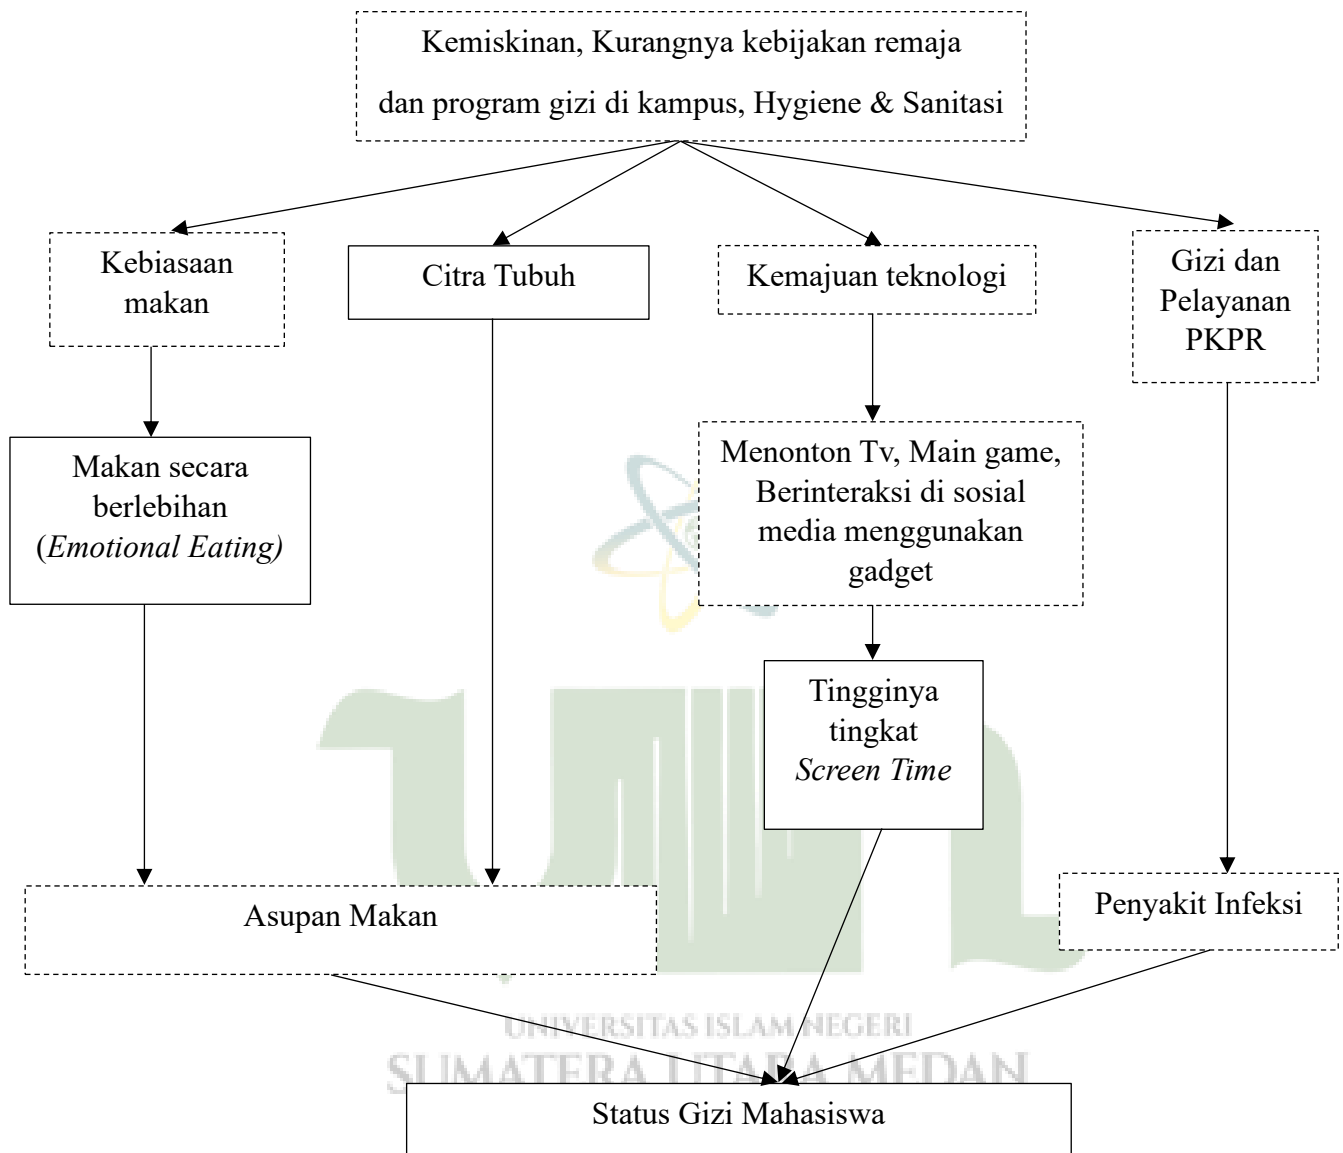 Kemiskinan, Kurangnya kebijakan remaja
dan program gizi di kampus, Hygiene & Sanitasi
Kebiasaan
makan
Citra Tubuh
Kemajuan teknologi
Gizi dan
Pelayanan
PKPR
Makan secara
berlebihan
(Emotional Eating)
Menonton Tv, Main game,
Berinteraksi di sosial
media menggunakan
gadget
Tingginya
tingkat
Screen Time
Asupan Makan
Penyakit Infeksi
UNIVERSITAS ISLAM NEGERI
SUMATERA UTARA MEDAN
Status Gizi Mahasiswa